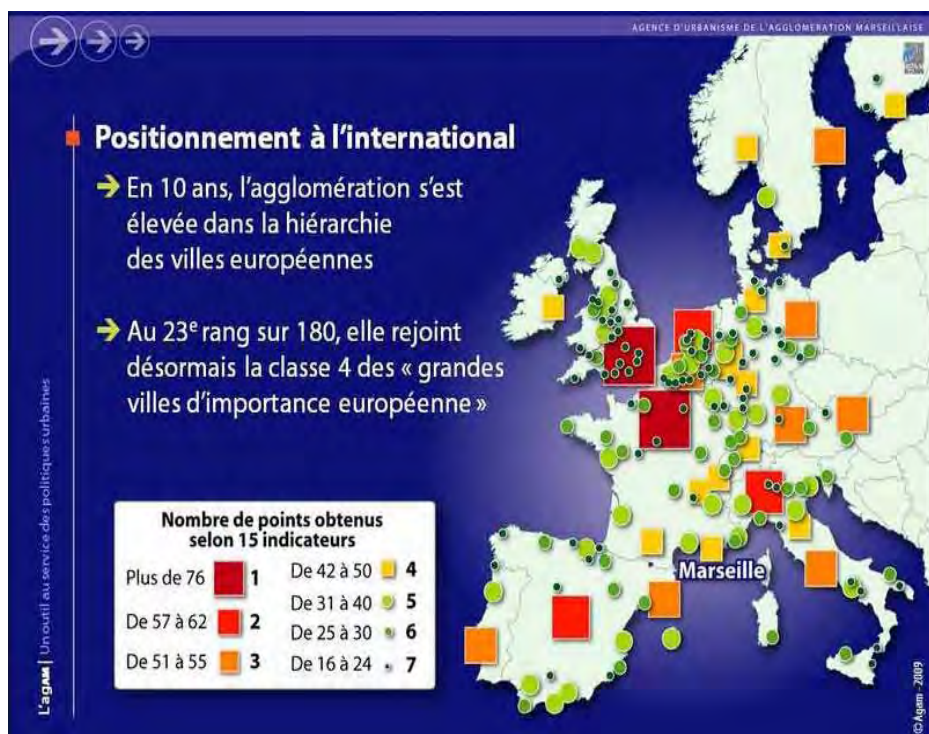 AGENCE D'URBANISME DE L'AGGLOMÉRATION MARSEILLAISE
Positionnement à l'international
En 10 ans, l'agglomération s'est
élevée dans la hiérarchie
des villes européennes
Au 23e rang sur 180, elle rejoint
désormais la classe 4 des « grandes
villes d'importance européenne »
Nombre de points obtenus
selon 15 indicateurs
Plus de 76 1
De 57 à 62 2
De 51 à 55 3
De 42 à 50 4
De 31 à 40 5
De 25 à 30 6
De 16 à 24 7
Marseille
L'agAM | Un outil au service des politiques urbaines
© Agam - 2009